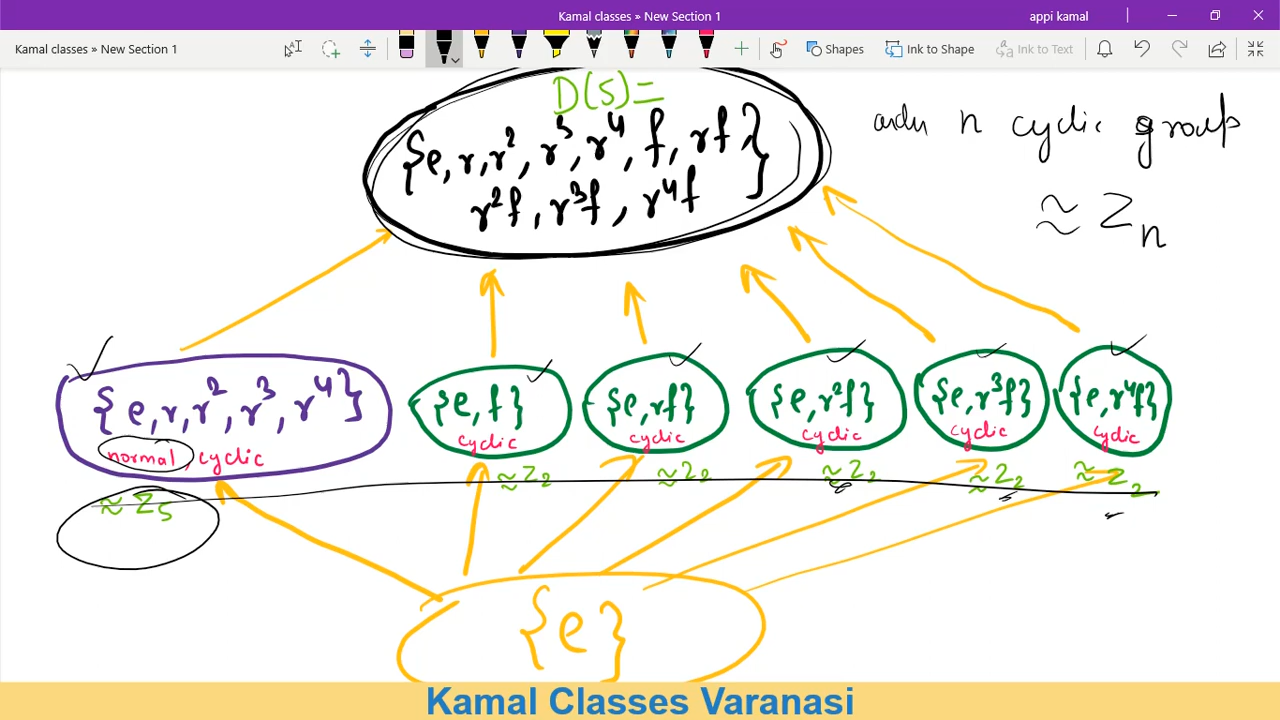 Kamal classes » New Section 1
appi kamal
Kamal classes » New Section 1
Shapes
Ink to Shape
Ink to Text
D(5)=
{e, r, r², r³, r⁴, f, rf,
r²f, r³f, r⁴f}
order n cyclic group
≈ Zn
{e, r, r², r³, r⁴}
normal, cyclic
≈ Z5
{e, f}
cyclic
≈ Z2
{e, rf}
cyclic
≈ Z2
{e, r²f}
cyclic
≈ Z2
{e, r³f}
cyclic
≈ Z2
{e, r⁴f}
cyclic
≈ Z2
{e}
Kamal Classes Varanasi